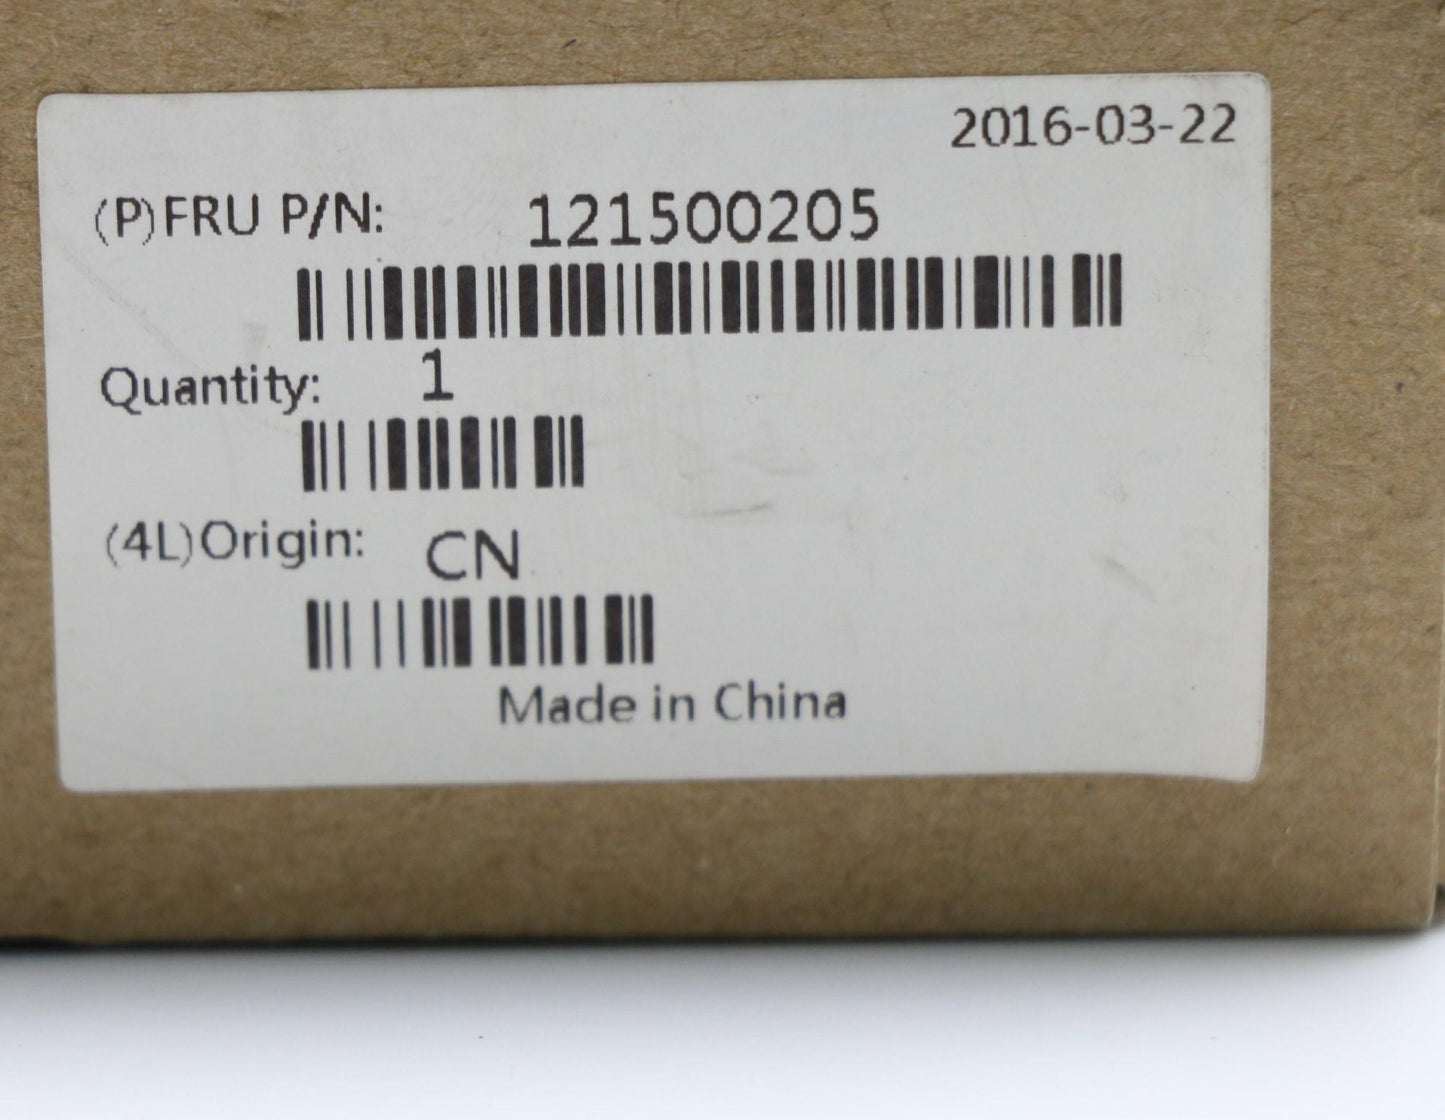 2016-03-22
(P)FRU P/N: 121500205
Quantity: 1
(4L)Origin: CN
Made in China